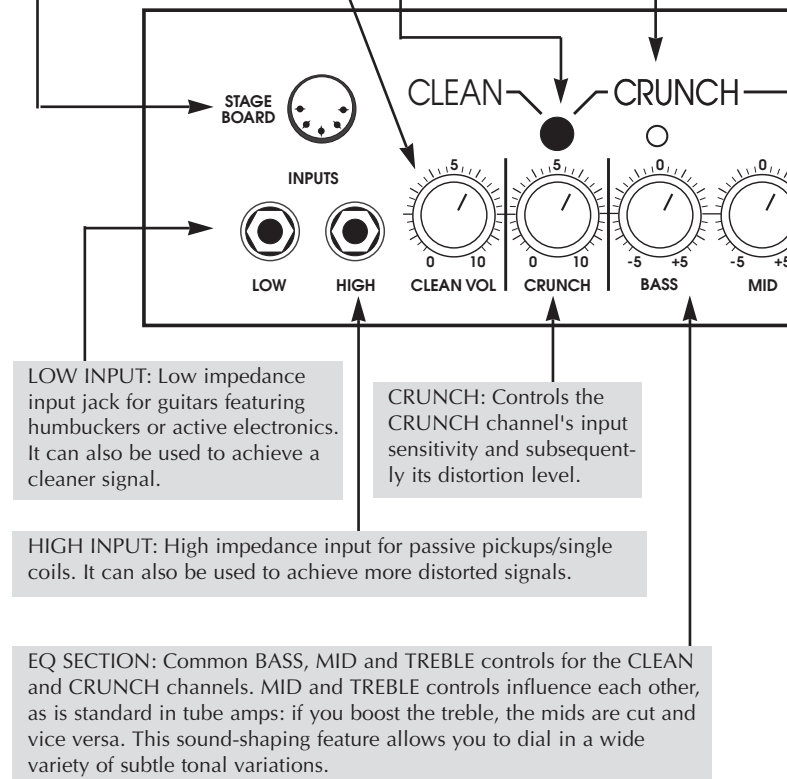 STAGE
BOARD
CLEAN
CRUNCH
INPUTS
5
5
0
0
0 10
0 10
-5 +5
-5 +5
LOW
HIGH
CLEAN VOL
CRUNCH
BASS
MID
LOW INPUT: Low impedance
input jack for guitars featuring
humbuckers or active electronics.
It can also be used to achieve a
cleaner signal.
CRUNCH: Controls the
CRUNCH channel's input
sensitivity and subsequent-
ly its distortion level.
HIGH INPUT: High impedance input for passive pickups/single
coils. It can also be used to achieve more distorted signals.
EQ SECTION: Common BASS, MID and TREBLE controls for the CLEAN
and CRUNCH channels. MID and TREBLE controls influence each other,
as is standard in tube amps: if you boost the treble, the mids are cut and
vice versa. This sound-shaping feature allows you to dial in a wide
variety of subtle tonal variations.